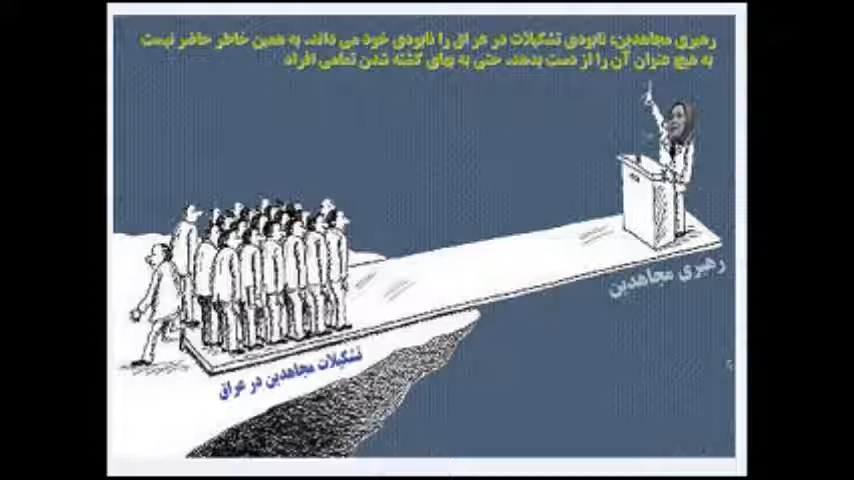 رهبری مجاهدین، نابودی تشکیلات در عراق را نابودی خود می داند. به همین خاطر حاضر نیست
به هیچ عنوان آن را از دست بدهد. حتی به بهای کشته شدن تمامی افراد
رهبری مجاهدین
تشکیلات مجاهدین در عراق